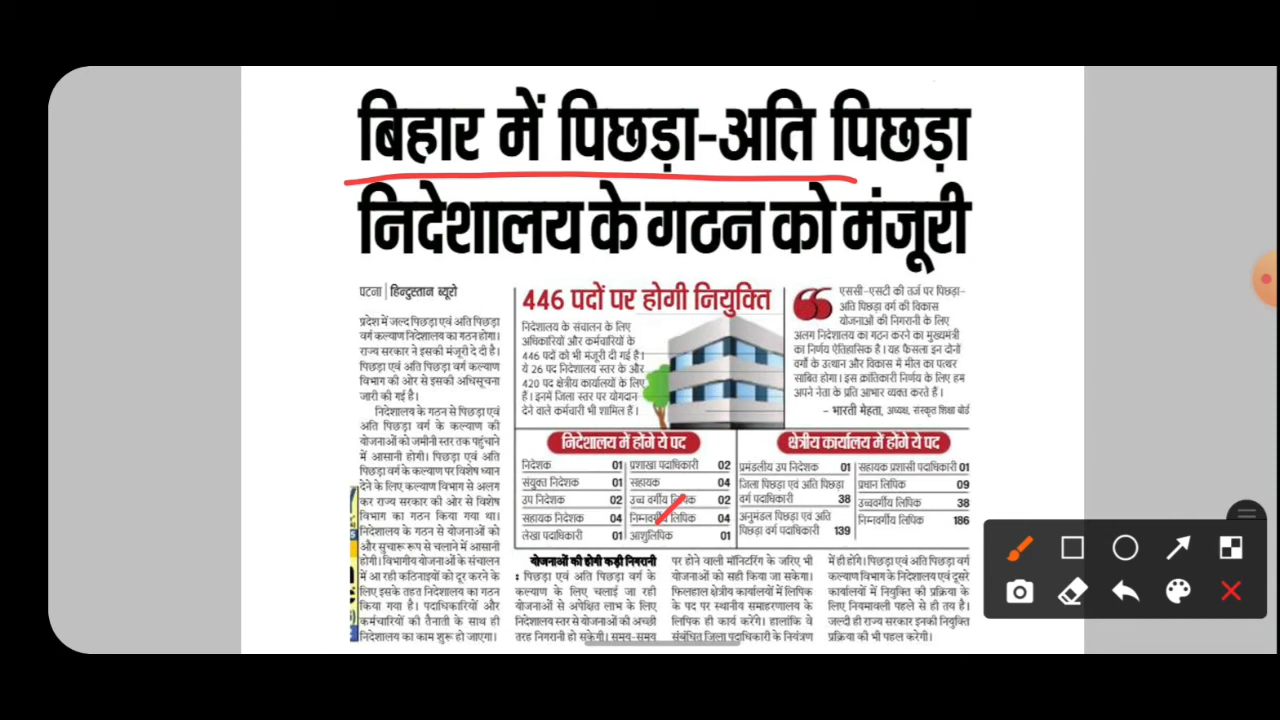 बिहार में पिछड़ा-अति पिछड़ा
निदेशालय के गठन को मंजूरी
पटना | हिन्दुस्तान ब्यूरो
प्रदेश में जल्द पिछड़ा एवं अति पिछड़ा
वर्ग कल्याण निदेशालय का गठन होगा।
राज्य सरकार ने इसकी मंजूरी दे दी है।
पिछड़ा एवं अति पिछड़ा वर्ग कल्याण
विभाग की ओर से इसकी अधिसूचना
जारी की गई है।
निदेशालय के गठन से पिछड़ा एवं
अति पिछड़ा वर्ग के कल्याण की
योजनाओं को जमीनी स्तर तक पहुंचाने
में आसानी होगी। पिछड़ा एवं अति
पिछड़ा वर्ग के कल्याण पर विशेष ध्यान
देने के लिए कल्याण विभाग से अलग
कर राज्य सरकार की ओर से विशेष
विभाग का गठन किया गया था।
निदेशालय के गठन से योजनाओं को
और सुचारू रूप से चलाने में आसानी
होगी। विभागीय योजनाओं के संचालन
में आ रही कठिनाइयों को दूर करने के
लिए इसके तहत निदेशालय का गठन
किया गया है। पदाधिकारियों और
कर्मचारियों की तैनाती के साथ ही
निदेशालय का काम शुरू हो जाएगा।
446 पदों पर होगी नियुक्ति
निदेशालय के संचालन के लिए
अधिकारियों और कर्मचारियों के
446 पदों को भी मंजूरी दी गई है।
ये 26 पद निदेशालय स्तर के और
420 पद क्षेत्रीय कार्यालयों के लिए
हैं। इनमें जिला स्तर पर योगदान
देने वाले कर्मचारी भी शामिल हैं।
एससी-एसटी की तर्ज पर पिछड़ा-
अति पिछड़ा वर्ग की विकास
योजनाओं की निगरानी के लिए
अलग निदेशालय का गठन करने का मुख्यमंत्री
का निर्णय ऐतिहासिक है। यह फैसला इन दोनों
वर्गों के उत्थान और विकास में मील का पत्थर
साबित होगा। इस क्रांतिकारी निर्णय के लिए हम
अपने नेता के प्रति आभार व्यक्त करते हैं।
- भारती मेहता, अध्यक्ष, संस्कृत शिक्षा बोर्ड
निदेशालय में होंगे ये पद
निदेशक 01
संयुक्त निदेशक 01
उप निदेशक 02
सहायक निदेशक 04
लेखा पदाधिकारी 01
प्रशाखा पदाधिकारी 02
सहायक 04
उच्च वर्गीय लिपिक 02
निम्नवर्गीय लिपिक 04
आशुलिपिक 01
क्षेत्रीय कार्यालय में होंगे ये पद
प्रमंडलीय उप निदेशक 01
जिला पिछड़ा एवं अति पिछड़ा
वर्ग पदाधिकारी 38
अनुमंडल पिछड़ा एवं अति
पिछड़ा वर्ग पदाधिकारी 139
सहायक प्रशासी पदाधिकारी 01
प्रधान लिपिक 09
उच्चवर्गीय लिपिक 38
निम्नवर्गीय लिपिक 186
योजनाओं की होगी कड़ी निगरानी
: पिछड़ा एवं अति पिछड़ा वर्ग के
कल्याण के लिए चलाई जा रही
योजनाओं से अपेक्षित लाभ के लिए
निदेशालय स्तर से योजनाओं की अच्छी
तरह निगरानी हो सकेगी। समय-समय
पर होने वाली मॉनिटरिंग के जरिए भी
योजनाओं को सही किया जा सकेगा।
फिलहाल क्षेत्रीय कार्यालयों में लिपिक
के पद पर स्थानीय समाहरणालय के
लिपिक ही कार्य करेंगे। हालांकि वे
संबंधित जिला पदाधिकारी के नियंत्रण
में ही होंगे। पिछड़ा एवं अति पिछड़ा वर्ग
कल्याण विभाग के निदेशालय एवं दूसरे
कार्यालयों में नियुक्ति की प्रक्रिया के
लिए नियमावली पहले से ही तय है।
जल्दी ही राज्य सरकार इनकी नियुक्ति
प्रक्रिया की भी पहल करेगी।